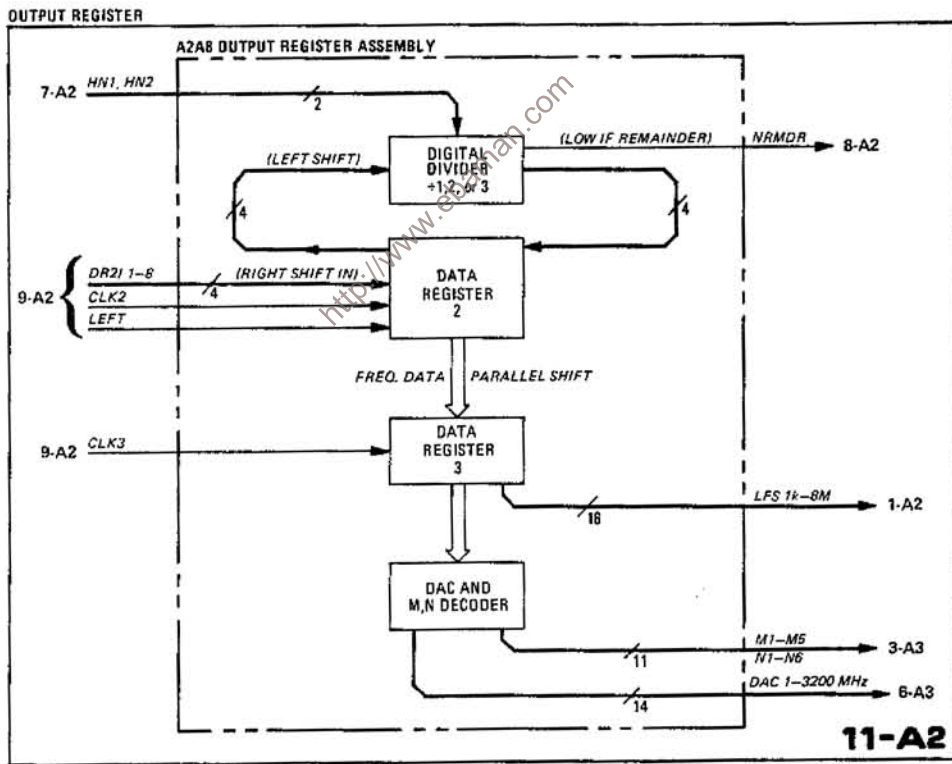 OUTPUT REGISTER
A2A8 OUTPUT REGISTER ASSEMBLY
7-A2
HN1, HN2
2
(LEFT SHIFT)
DIGITAL
DIVIDER
÷1,2, or 3
(LOW IF REMAINDER)
NRMDR
8-A2
4
4
9-A2
DR2I 1-8
4
(RIGHT SHIFT IN)
CLK2
LEFT
DATA
REGISTER
2
FREQ. DATA
PARALLEL SHIFT
9-A2
CLK3
DATA
REGISTER
3
16
LFS 1k-8M
1-A2
DAC AND
M,N DECODER
11
M1-M5
N1-N6
3-A3
14
DAC 1-3200 MHz
6-A3
11-A2
http://www.ebaman.com